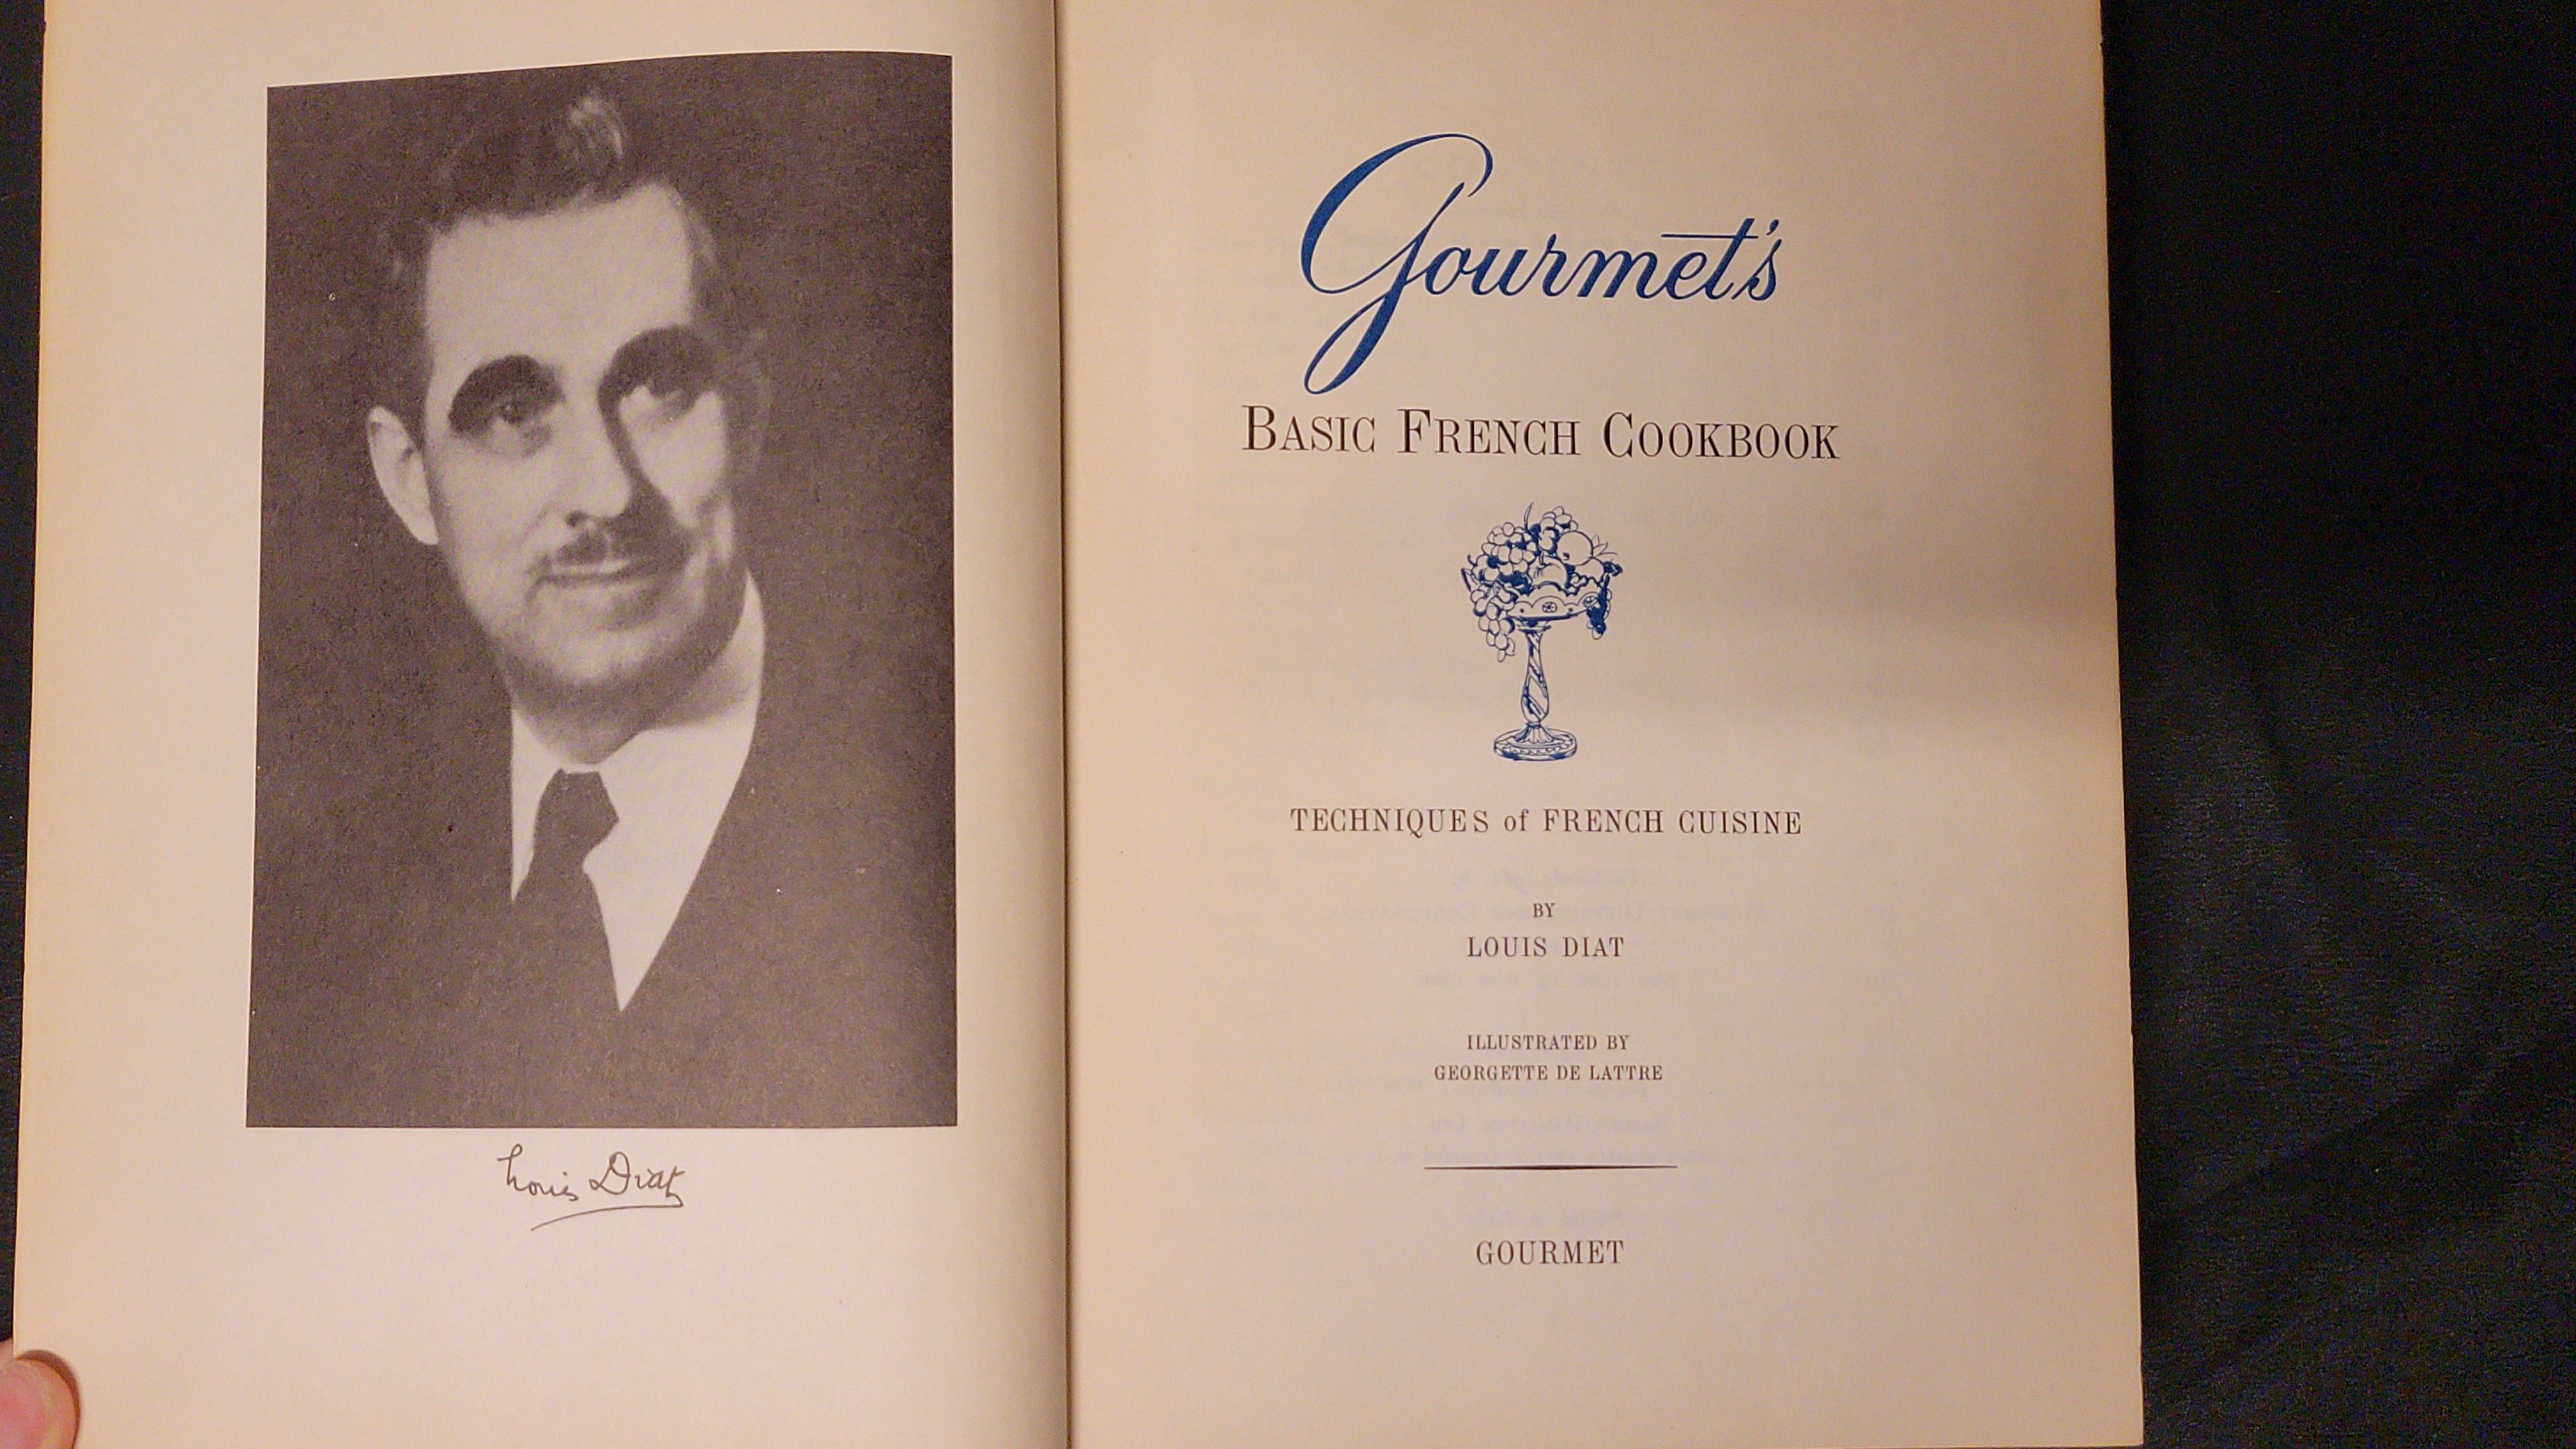 Louis Diat
Gourmet's
BASIC FRENCH COOKBOOK
TECHNIQUES of FRENCH CUISINE
BY
LOUIS DIAT
ILLUSTRATED BY
GEORGETTE DE LATTRE
GOURMET